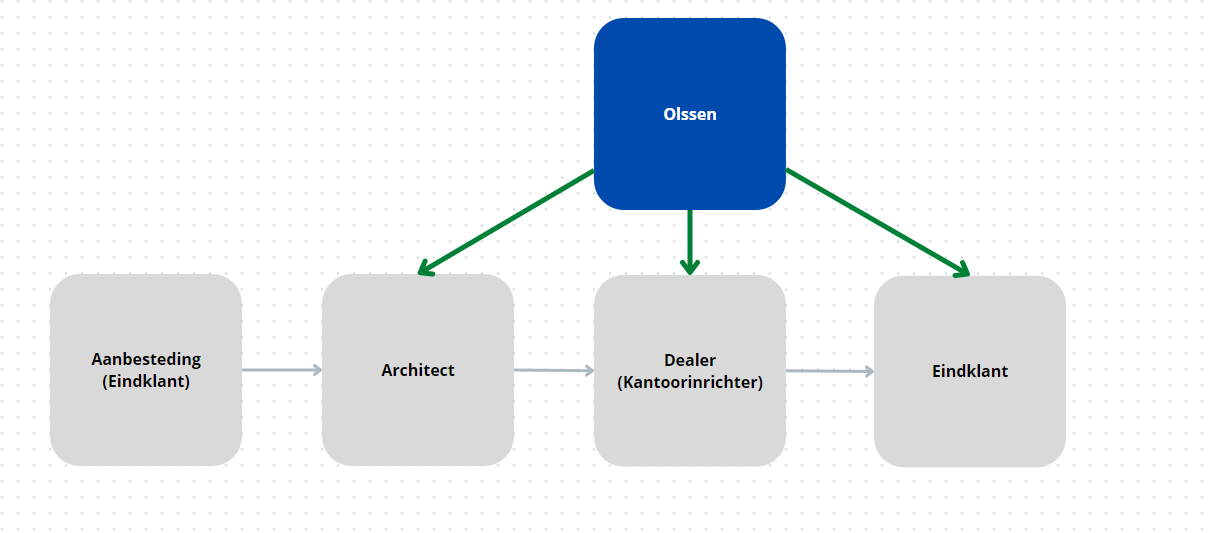 Olssen
Aanbesteding
(Eindklant)
Architect
Dealer
(Kantoorinrichter)
Eindklant